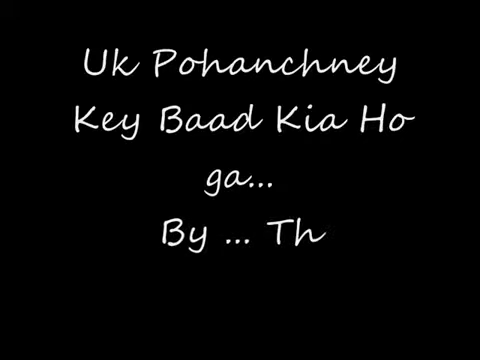 Uk Pohanchney
Key Baad Kia Ho
ga...
By ... Th